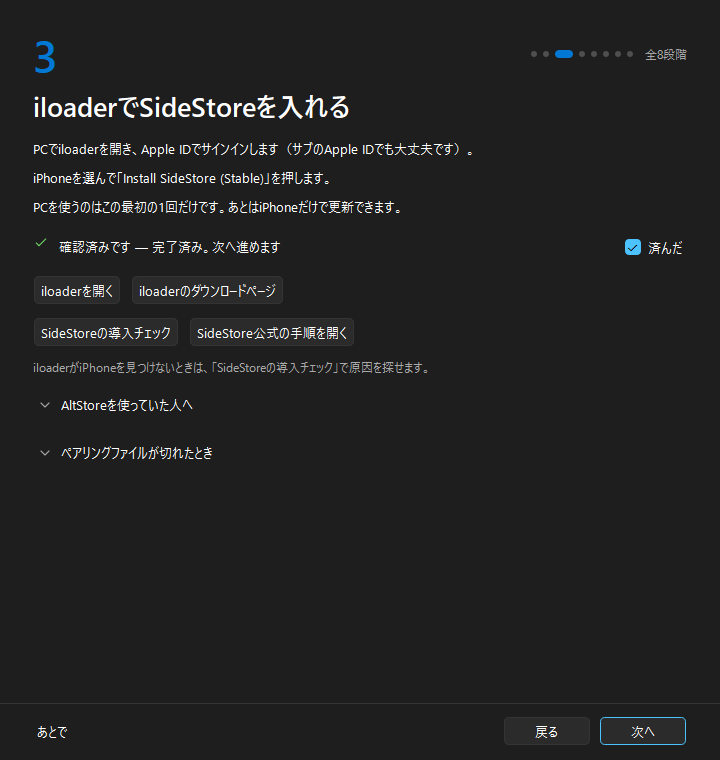 3
全8段階
iloaderでSideStoreを入れる
PCでiloaderを開き、Apple IDでサインインします（サブのApple IDでも大丈夫です）。
iPhoneを選んで「Install SideStore (Stable)」を押します。
PCを使うのはこの最初の1回だけです。あとはiPhoneだけで更新できます。
確認済みです — 完了済み。次へ進めます
済んだ
iloaderを開く
iloaderのダウンロードページ
SideStoreの導入チェック
SideStore公式の手順を開く
iloaderがiPhoneを見つけないときは、「SideStoreの導入チェック」で原因を探せます。
AltStoreを使っていた人へ
ペアリングファイルが切れたとき
あとで
戻る
次へ